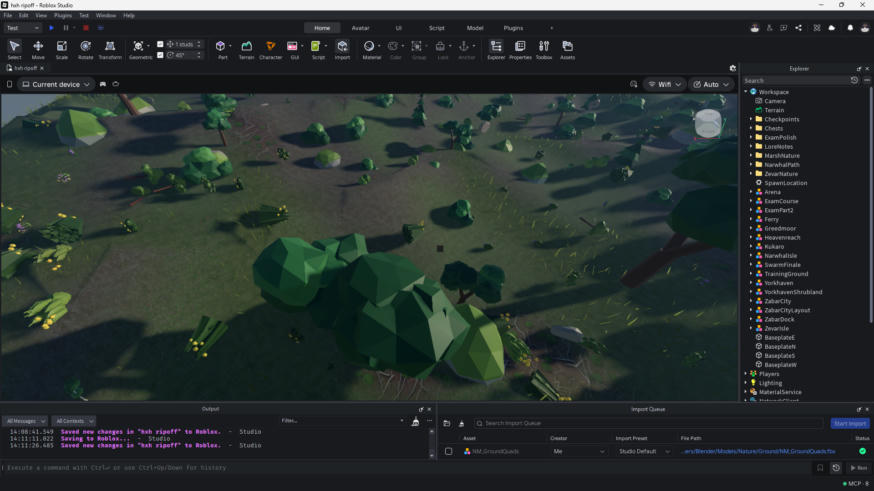 hxh ripoff - Roblox Studio
File Edit View Plugins Test Window Help
Test
Home Avatar UI Script Model Plugins +
Select Move Scale Rotate Transform Geometric 1 studs 45° Part Terrain Character GUI Script Import Material Color Group Lock Anchor Explorer Properties Toolbox Assets
hxh ripoff
Current device Wifi Auto
Explorer
Search
Workspace
Camera
Terrain
Checkpoints
Chests
ExamPolish
LoreNotes
MarshNature
NarwhalPath
ZevarNature
SpawnLocation
Arena
ExamCourse
ExamPart2
Ferry
Greedmoor
Heavenreach
Kukaro
NarwhalIsle
SwarmFinale
TrainingGround
Yorkhaven
YorkhavenShrubland
ZabarCity
ZabarCityLayout
ZabarDock
ZevarIsle
BaseplateE
BaseplateN
BaseplateS
BaseplateW
Players
Lighting
MaterialService
Output
All Messages All Contexts Filter...
14:08:41.549 Saved new changes in "hxh ripoff" to Roblox. - Studio
14:11:11.022 Saving to Roblox... - Studio
14:11:26.485 Saved new changes in "hxh ripoff" to Roblox. - Studio
Import Queue
Search Import Queue Start Import
Asset Creator Import Preset File Path Status
NM_GroundQuads Me Studio Default ...ers/Blender/Models/Nature/Ground/NM_GroundQuads.fbx
Execute a command with Ctrl+↵ or use Ctrl+Up/Down for history
Run
MCP · 8